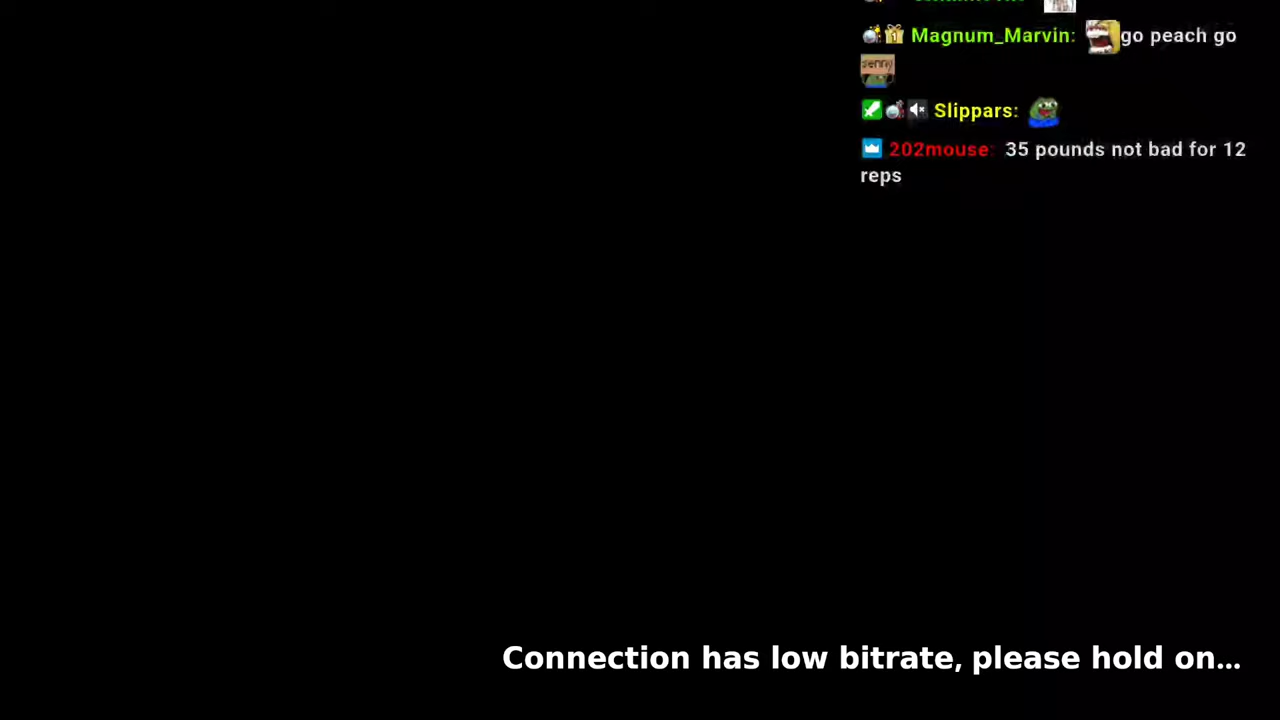 Magnum_Marvin: go peach go
Slippars:
202mouse: 35 pounds not bad for 12
reps
Connection has low bitrate, please hold on...